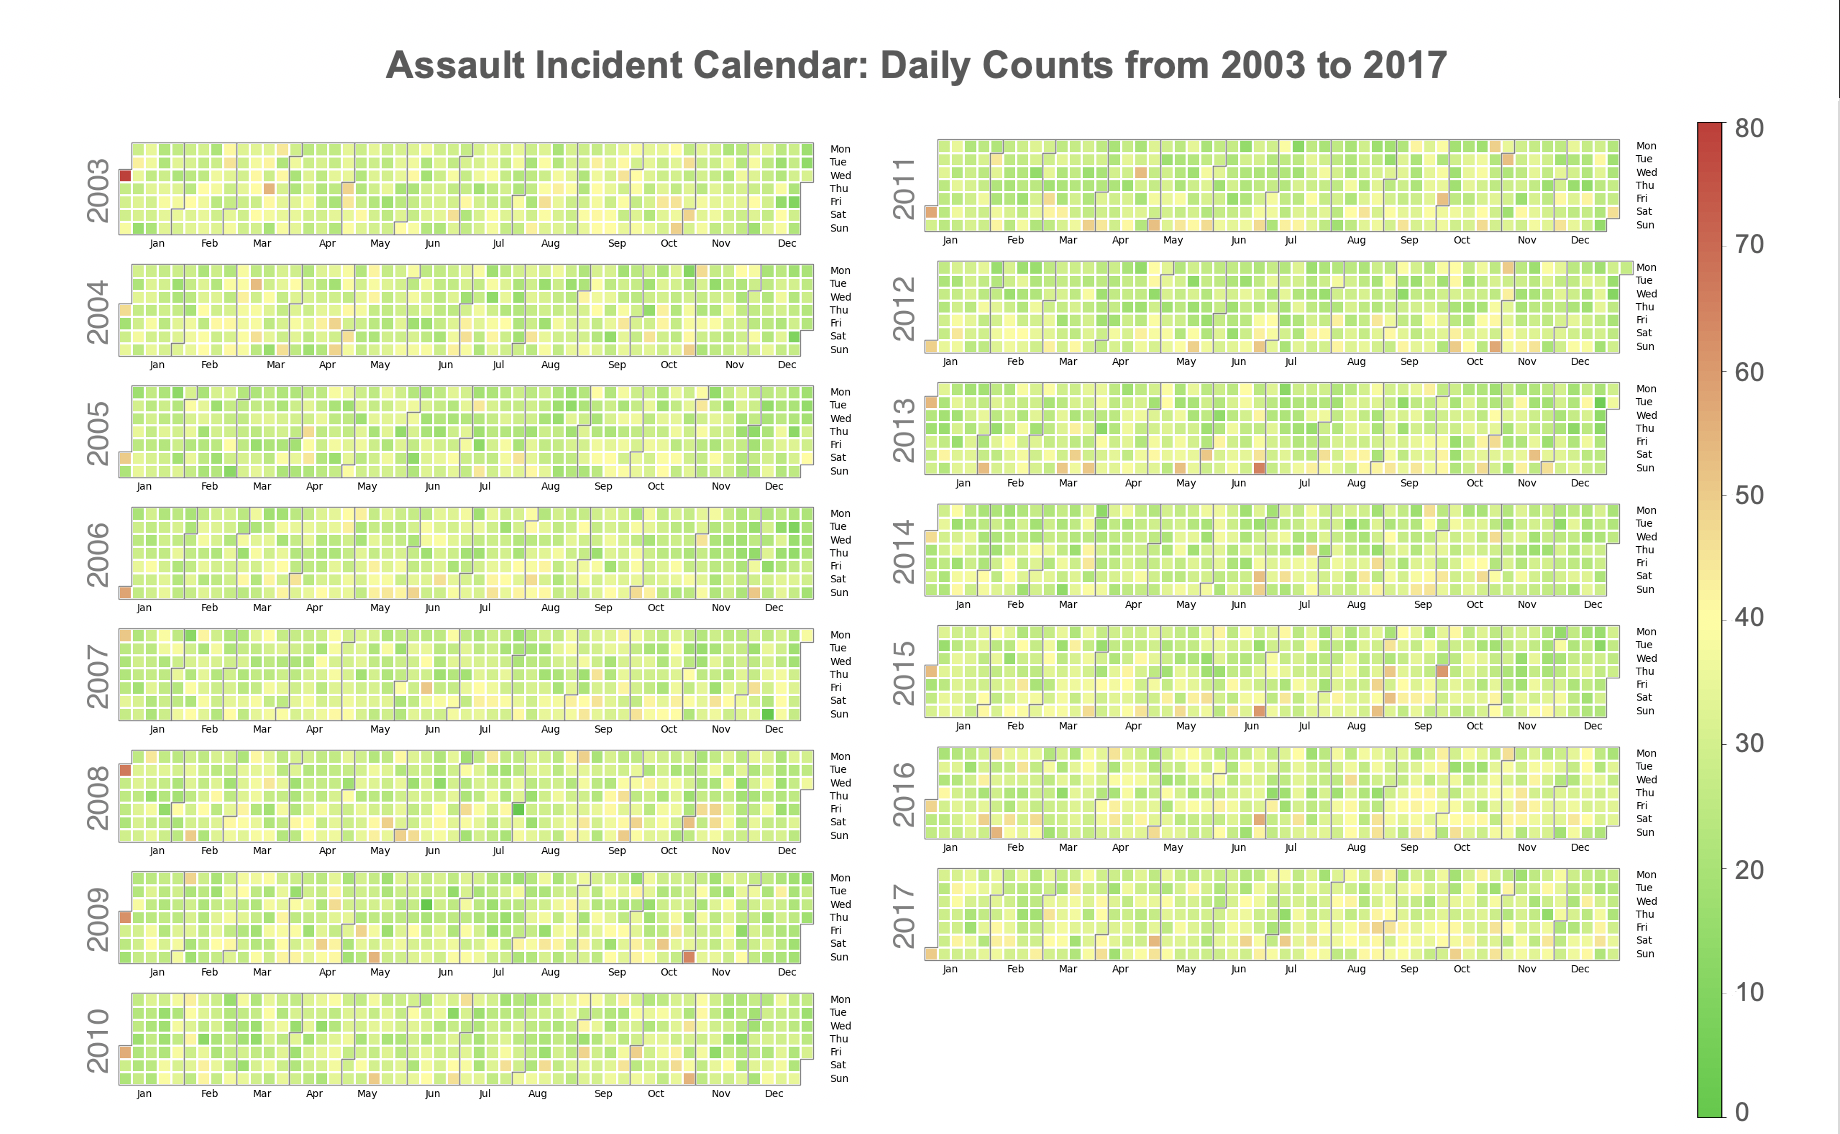 Assault Incident Calendar: Daily Counts from 2003 to 2017
2003
Mon
Tue
Wed
Thu
Fri
Sat
Sun
Jan Feb Mar Apr May Jun Jul Aug Sep Oct Nov Dec
2004
Mon
Tue
Wed
Thu
Fri
Sat
Sun
Jan Feb Mar Apr May Jun Jul Aug Sep Oct Nov Dec
2005
Mon
Tue
Wed
Thu
Fri
Sat
Sun
Jan Feb Mar Apr May Jun Jul Aug Sep Oct Nov Dec
2006
Mon
Tue
Wed
Thu
Fri
Sat
Sun
Jan Feb Mar Apr May Jun Jul Aug Sep Oct Nov Dec
2007
Mon
Tue
Wed
Thu
Fri
Sat
Sun
Jan Feb Mar Apr May Jun Jul Aug Sep Oct Nov Dec
2008
Mon
Tue
Wed
Thu
Fri
Sat
Sun
Jan Feb Mar Apr May Jun Jul Aug Sep Oct Nov Dec
2009
Mon
Tue
Wed
Thu
Fri
Sat
Sun
Jan Feb Mar Apr May Jun Jul Aug Sep Oct Nov Dec
2010
Mon
Tue
Wed
Thu
Fri
Sat
Sun
Jan Feb Mar Apr May Jun Jul Aug Sep Oct Nov Dec
2011
Mon
Tue
Wed
Thu
Fri
Sat
Sun
Jan Feb Mar Apr May Jun Jul Aug Sep Oct Nov Dec
2012
Mon
Tue
Wed
Thu
Fri
Sat
Sun
Jan Feb Mar Apr May Jun Jul Aug Sep Oct Nov Dec
2013
Mon
Tue
Wed
Thu
Fri
Sat
Sun
Jan Feb Mar Apr May Jun Jul Aug Sep Oct Nov Dec
2014
Mon
Tue
Wed
Thu
Fri
Sat
Sun
Jan Feb Mar Apr May Jun Jul Aug Sep Oct Nov Dec
2015
Mon
Tue
Wed
Thu
Fri
Sat
Sun
Jan Feb Mar Apr May Jun Jul Aug Sep Oct Nov Dec
2016
Mon
Tue
Wed
Thu
Fri
Sat
Sun
Jan Feb Mar Apr May Jun Jul Aug Sep Oct Nov Dec
2017
Mon
Tue
Wed
Thu
Fri
Sat
Sun
Jan Feb Mar Apr May Jun Jul Aug Sep Oct Nov Dec
80
70
60
50
40
30
20
10
0